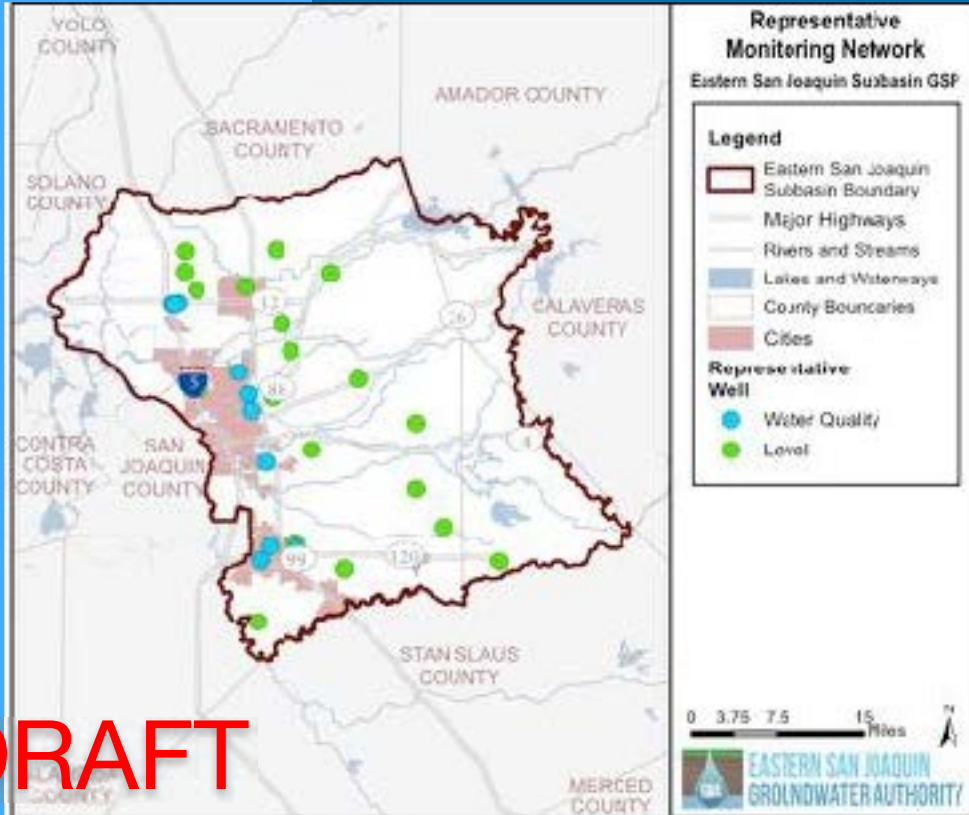 YOLO
COUNTY
AMADOR COUNTY
SACRAMENTO
COUNTY
SOLANO
COUNTY
12
26
CALAVERAS
COUNTY
5
88
CONTRA
COSTA
COUNTY
SAN
JOAQUIN
COUNTY
4
99
120
STANISLAUS
COUNTY
MERCED
COUNTY
COUNTY
DRAFT
Representative
Monitoring Network
Eastern San Joaquin Subbasin GSP
Legend
Eastern San Joaquin
Subbasin Boundary
Major Highways
Rivers and Streams
Lakes and Waterways
County Boundaries
Cities
Representative
Well
Water Quality
Level
0 3.75 7.5 15
Miles
N
EASTERN SAN JOAQUIN
GROUNDWATER AUTHORITY